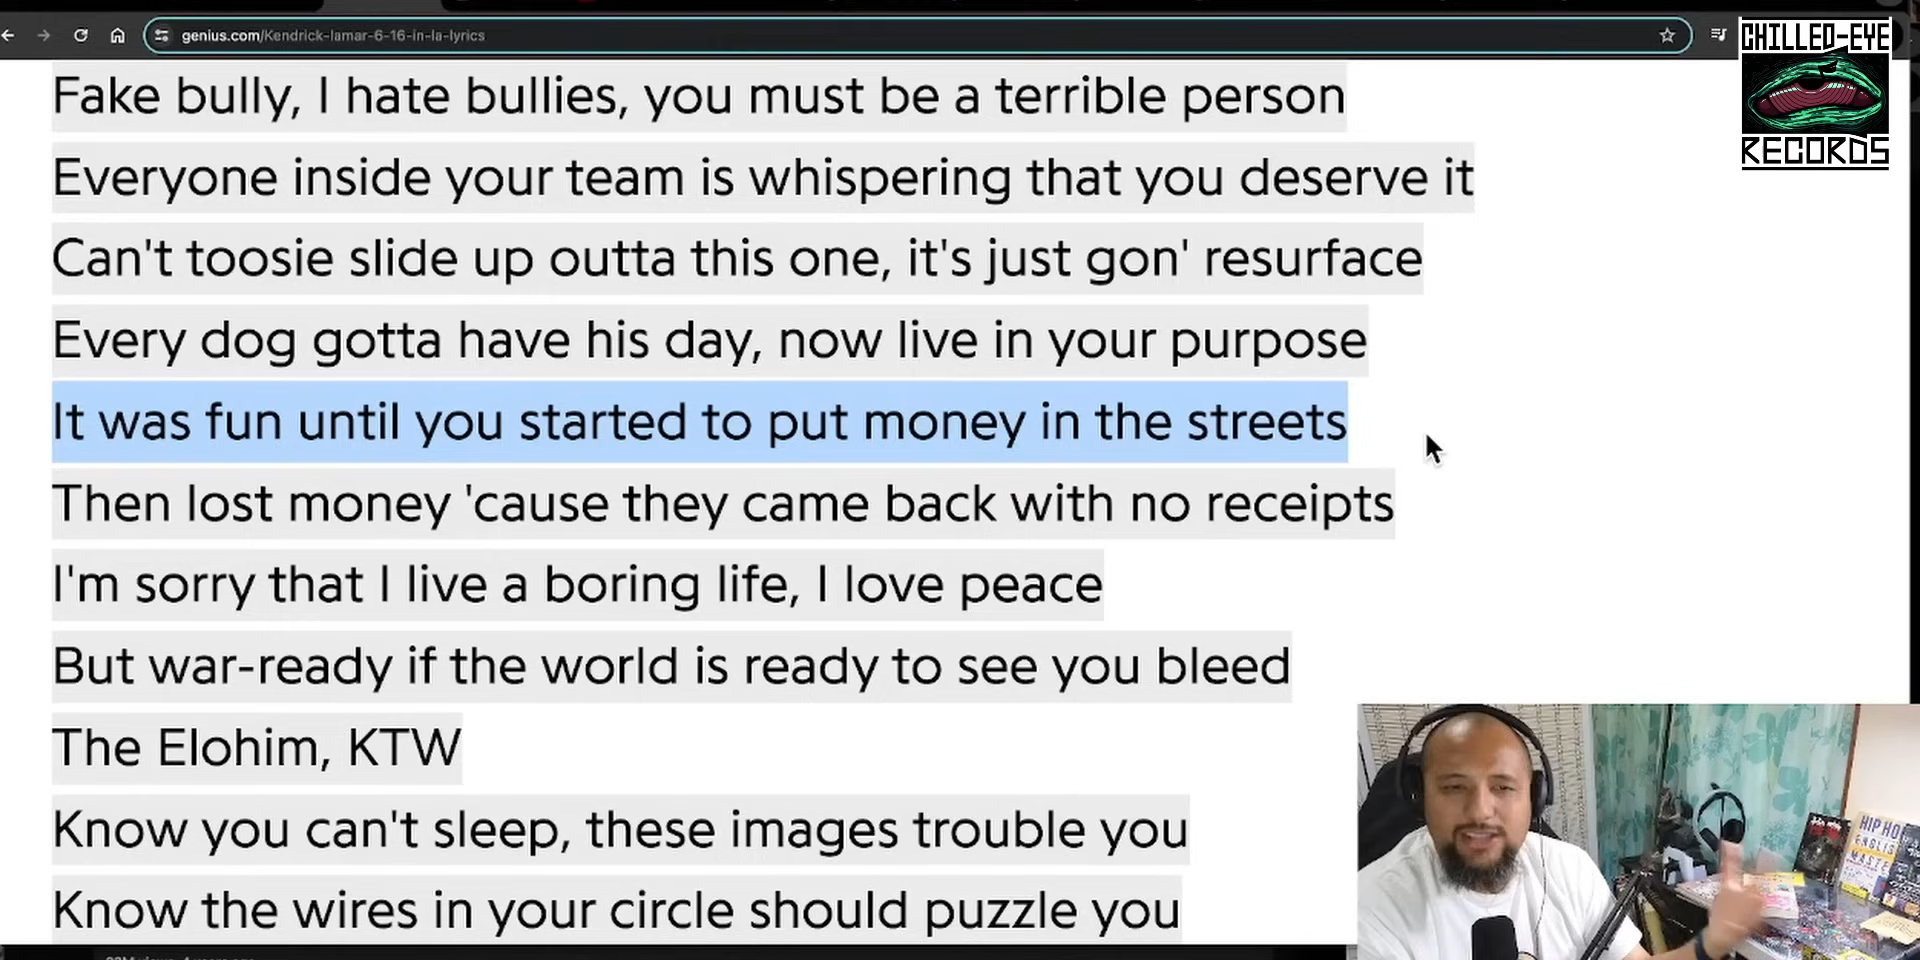 genius.com/Kendrick-lamar-6-16-in-la-lyrics
CHILLED-EYE
RECORDS
Fake bully, I hate bullies, you must be a terrible person
Everyone inside your team is whispering that you deserve it
Can't toosie slide up outta this one, it's just gon' resurface
Every dog gotta have his day, now live in your purpose
It was fun until you started to put money in the streets
Then lost money 'cause they came back with no receipts
I'm sorry that I live a boring life, I love peace
But war-ready if the world is ready to see you bleed
The Elohim, KTW
Know you can't sleep, these images trouble you
Know the wires in your circle should puzzle you
HIP HO
ENGLIS
MASTE